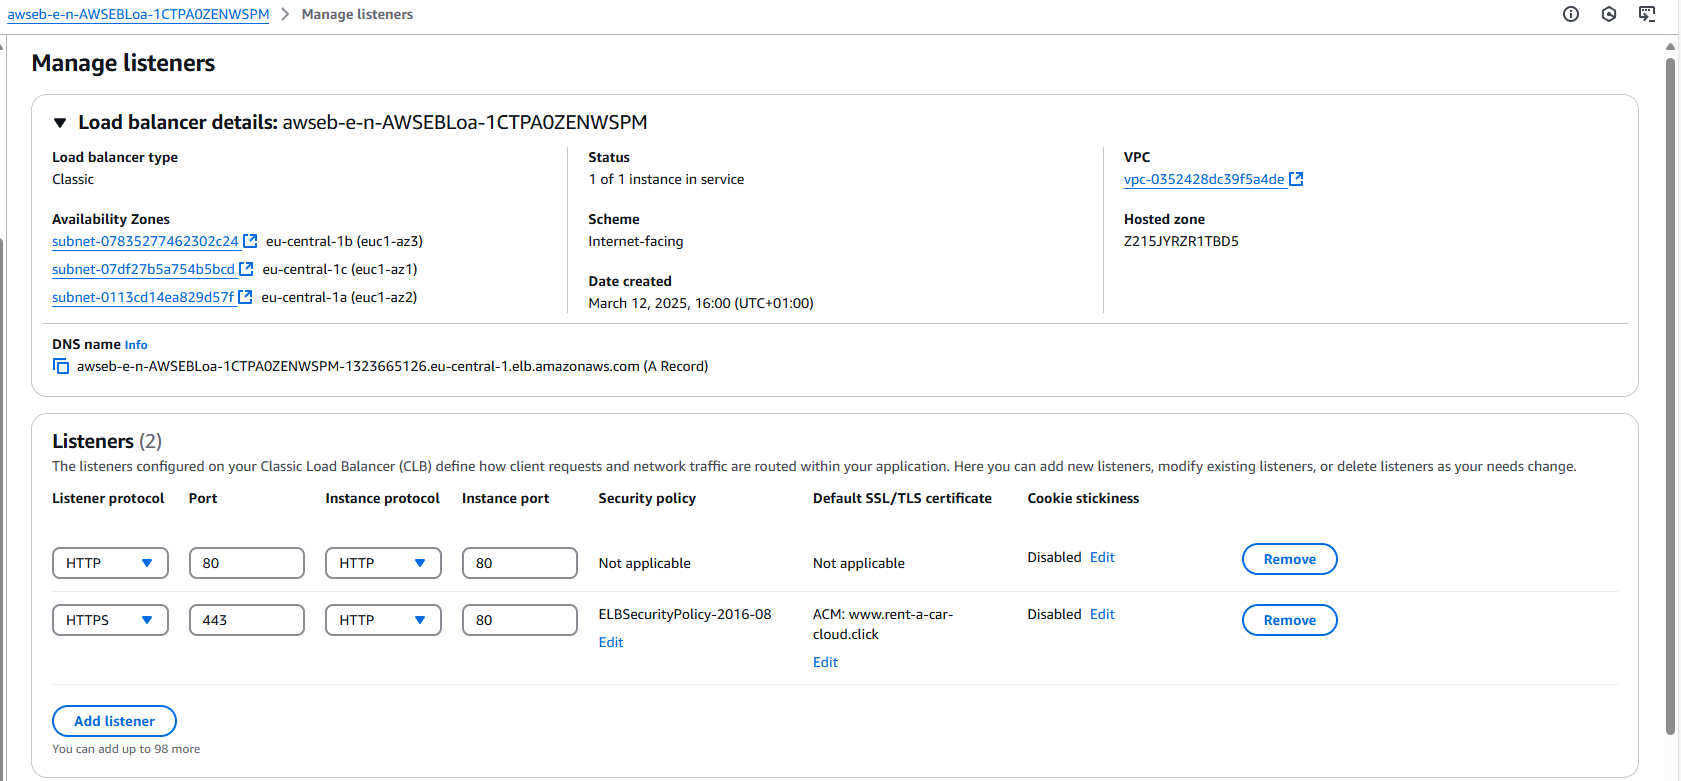 awseb-e-n-AWSEBLoa-1CTPA0ZENWSPM > Manage listeners
Manage listeners
Load balancer details: awseb-e-n-AWSEBLoa-1CTPA0ZENWSPM
Load balancer type
Classic
Availability Zones
subnet-07835277462302c24 eu-central-1b (euc1-az3)
subnet-07df27b5a754b5bcd eu-central-1c (euc1-az1)
subnet-0113cd14ea829d57f eu-central-1a (euc1-az2)
Status
1 of 1 instance in service
Scheme
Internet-facing
Date created
March 12, 2025, 16:00 (UTC+01:00)
VPC
vpc-0352428dc39f5a4de
Hosted zone
Z215JYRZR1TBD5
DNS name Info
awseb-e-n-AWSEBLoa-1CTPA0ZENWSPM-1323665126.eu-central-1.elb.amazonaws.com (A Record)
Listeners (2)
The listeners configured on your Classic Load Balancer (CLB) define how client requests and network traffic are routed within your application. Here you can add new listeners, modify existing listeners, or delete listeners as your needs change.
Listener protocol Port Instance protocol Instance port Security policy Default SSL/TLS certificate Cookie stickiness
HTTP 80 HTTP 80 Not applicable Not applicable Disabled Edit Remove
HTTPS 443 HTTP 80 ELBSecurityPolicy-2016-08 ACM: www.rent-a-car- Disabled Edit Remove
cloud.click
Edit Edit
Add listener
You can add up to 98 more